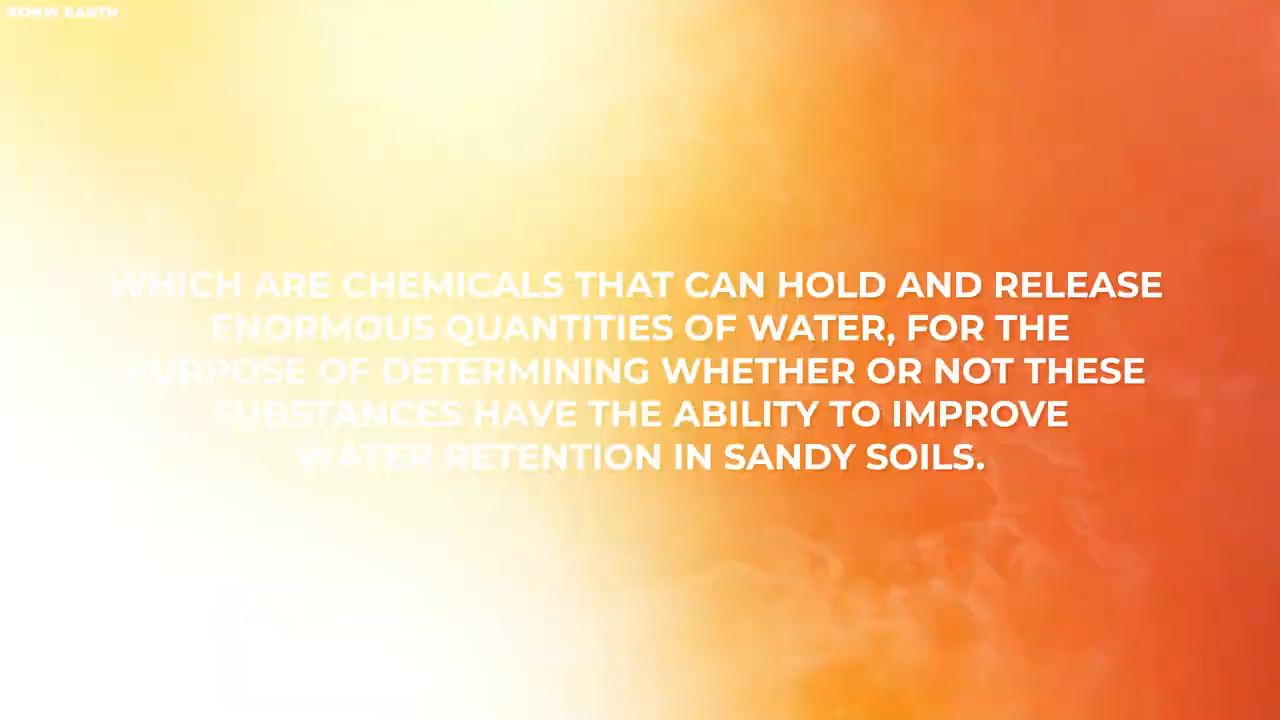 WHICH ARE CHEMICALS THAT CAN HOLD AND RELEASE
ENORMOUS QUANTITIES OF WATER, FOR THE
PURPOSE OF DETERMINING WHETHER OR NOT THESE
SUBSTANCES HAVE THE ABILITY TO IMPROVE
WATER RETENTION IN SANDY SOILS.